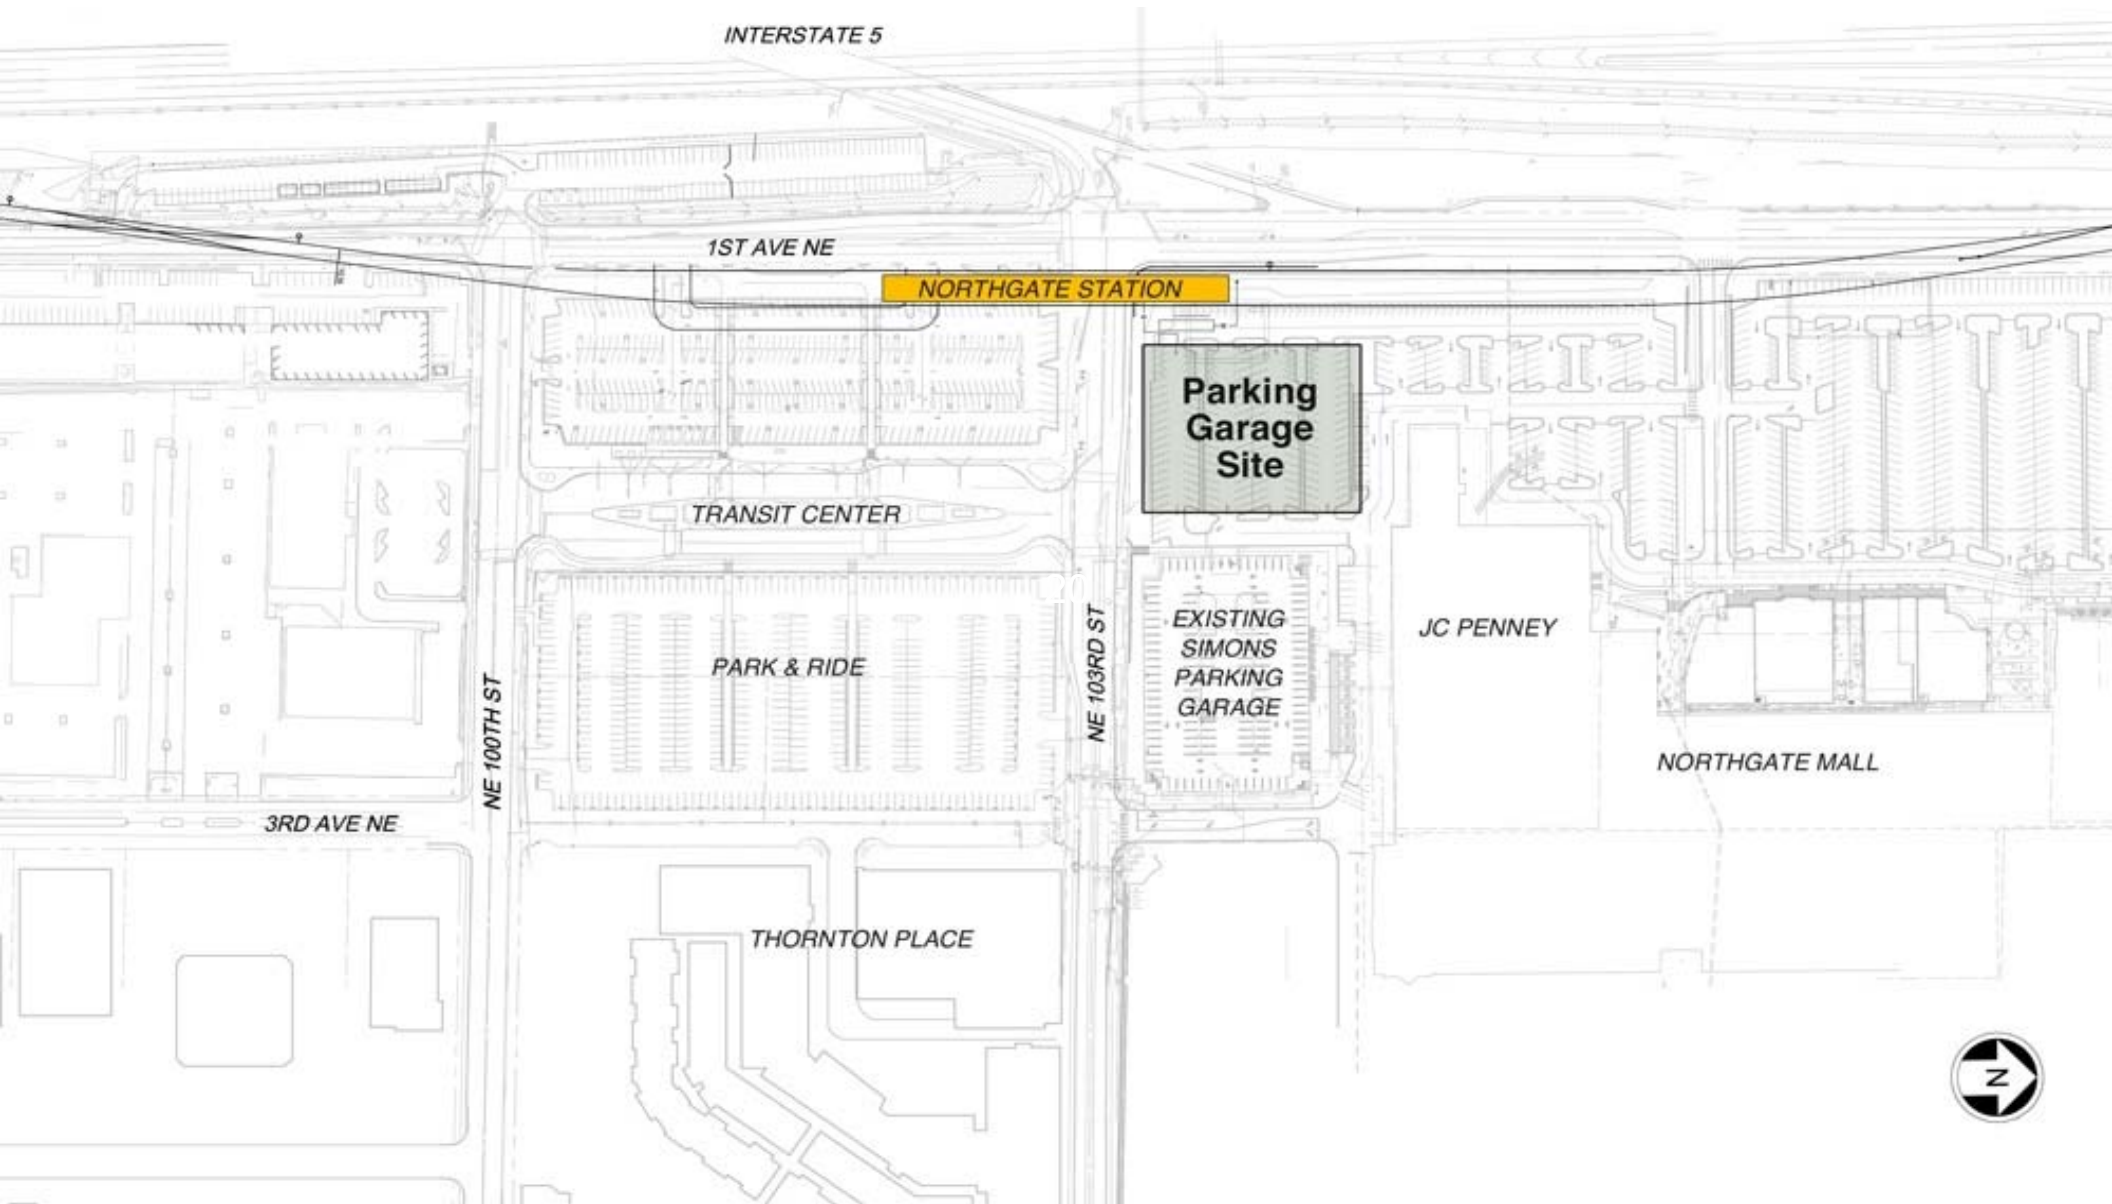 INTERSTATE 5
1ST AVE NE
NORTHGATE STATION
Parking
Garage
Site
TRANSIT CENTER
EXISTING
SIMONS
PARKING
GARAGE
JC PENNEY
PARK & RIDE
NE 103RD ST
NE 100TH ST
NORTHGATE MALL
3RD AVE NE
THORNTON PLACE
N